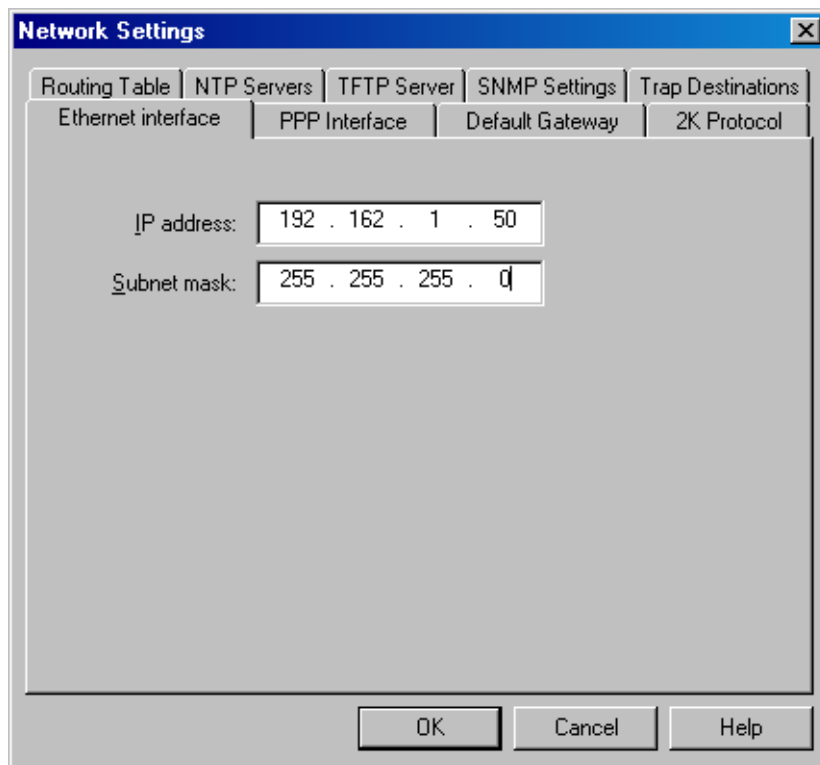 Network Settings
Routing Table NTP Servers TFTP Server SNMP Settings Trap Destinations
Ethernet interface PPP Interface Default Gateway 2K Protocol
IP address: 192 . 162 . 1 . 50
Subnet mask: 255 . 255 . 255 . 0
OK Cancel Help